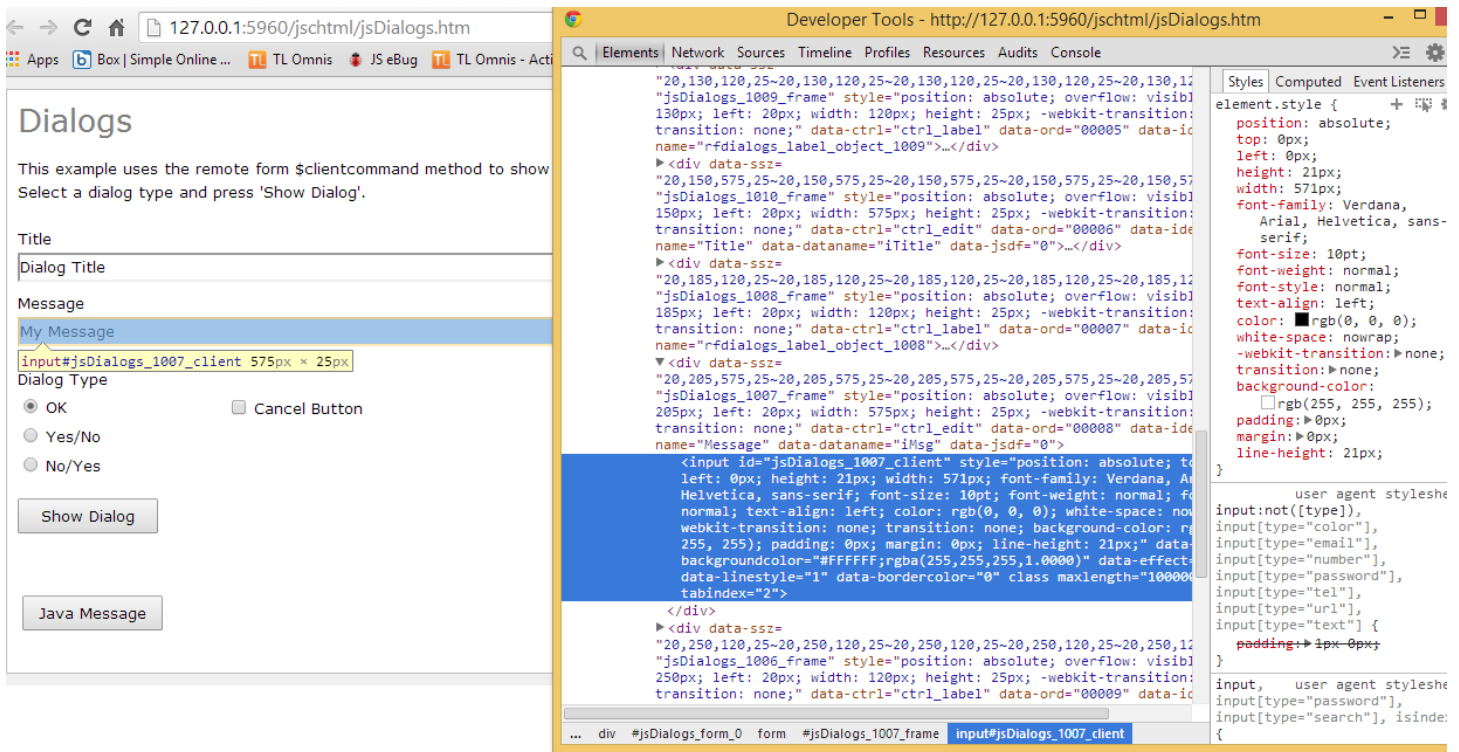 127.0.0.1:5960/jschtml/jsDialogs.htm
Apps Box | Simple Online ... TL Omnis JS eBug TL Omnis - Acti
Dialogs
This example uses the remote form $clientcommand method to show
Select a dialog type and press 'Show Dialog'.
Title
Dialog Title
Message
My Message
input#jsDialogs_1007_client 575px × 25px
Dialog Type
OK Cancel Button
Yes/No
No/Yes
Show Dialog
Java Message
Developer Tools - http://127.0.0.1:5960/jschtml/jsDialogs.htm
Elements Network Sources Timeline Profiles Resources Audits Console
"20,130,120,25~20,130,120,25~20,130,120,25~20,130,120,25~20,130,12
"jsDialogs_1009_frame" style="position: absolute; overflow: visibl
130px; left: 20px; width: 120px; height: 25px; -webkit-transition:
transition: none;" data-ctrl="ctrl_label" data-ord="00005" data-id
name="rfdialogs_label_object_1009">…</div>
<div data-ssz=
"20,150,575,25~20,150,575,25~20,150,575,25~20,150,575,25~20,150,57
"jsDialogs_1010_frame" style="position: absolute; overflow: visibl
150px; left: 20px; width: 575px; height: 25px; -webkit-transition:
transition: none;" data-ctrl="ctrl_edit" data-ord="00006" data-ide
name="Title" data-dataname="iTitle" data-jsdf="0">…</div>
<div data-ssz=
"20,185,120,25~20,185,120,25~20,185,120,25~20,185,120,25~20,185,12
"jsDialogs_1008_frame" style="position: absolute; overflow: visibl
185px; left: 20px; width: 120px; height: 25px; -webkit-transition:
transition: none;" data-ctrl="ctrl_label" data-ord="00007" data-id
name="rfdialogs_label_object_1008">…</div>
<div data-ssz=
"20,205,575,25~20,205,575,25~20,205,575,25~20,205,575,25~20,205,57
"jsDialogs_1007_frame" style="position: absolute; overflow: visibl
205px; left: 20px; width: 575px; height: 25px; -webkit-transition:
transition: none;" data-ctrl="ctrl_edit" data-ord="00008" data-ide
name="Message" data-dataname="iMsg" data-jsdf="0">
<input id="jsDialogs_1007_client" style="position: absolute; to
left: 0px; height: 21px; width: 571px; font-family: Verdana, Ar
Helvetica, sans-serif; font-size: 10pt; font-weight: normal; fo
normal; text-align: left; color: rgb(0, 0, 0); white-space: now
webkit-transition: none; transition: none; background-color: rg
255, 255); padding: 0px; margin: 0px; line-height: 21px;" data-
backgroundcolor="#FFFFFF;rgba(255,255,255,1.0000)" data-effect=
data-linestyle="1" data-bordercolor="0" class maxlength="100000
tabindex="2">
</div>
<div data-ssz=
"20,250,120,25~20,250,120,25~20,250,120,25~20,250,120,25~20,250,12
"jsDialogs_1006_frame" style="position: absolute; overflow: visibl
250px; left: 20px; width: 120px; height: 25px; -webkit-transition:
transition: none;" data-ctrl="ctrl_label" data-ord="00009" data-id
... div #jsDialogs_form_0 form #jsDialogs_1007_frame input#jsDialogs_1007_client
Styles Computed Event Listeners
element.style {
position: absolute;
top: 0px;
left: 0px;
height: 21px;
width: 571px;
font-family: Verdana,
Arial, Helvetica, sans-
serif;
font-size: 10pt;
font-weight: normal;
font-style: normal;
text-align: left;
color: rgb(0, 0, 0);
white-space: nowrap;
-webkit-transition: none;
transition: none;
background-color:
rgb(255, 255, 255);
padding: 0px;
margin: 0px;
line-height: 21px;
}
user agent styleshe
input:not([type]),
input[type="color"],
input[type="email"],
input[type="number"],
input[type="password"],
input[type="tel"],
input[type="url"],
input[type="text"] {
padding: 1px 0px;
}
input, user agent styleshe
input[type="password"],
input[type="search"], isindex
{